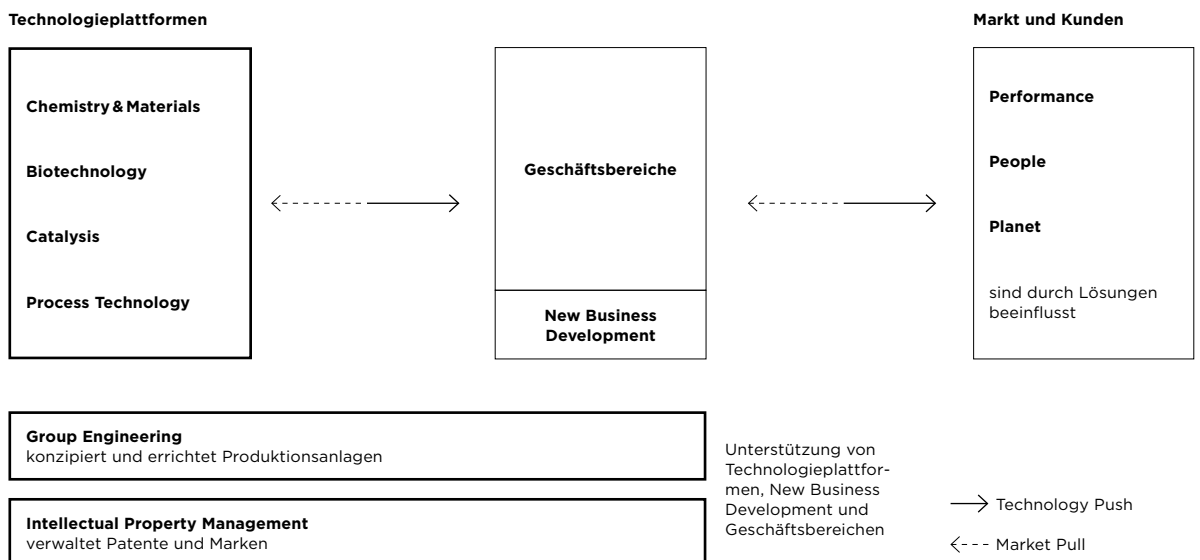 Technologieplattformen
Chemistry & Materials
Biotechnology
Catalysis
Process Technology
Geschäftsbereiche
New Business
Development
Markt und Kunden
Performance
People
Planet
sind durch Lösungen
beeinflusst
Group Engineering
konzipiert und errichtet Produktionsanlagen
Intellectual Property Management
verwaltet Patente und Marken
Unterstützung von
Technologieplattfor-
men, New Business
Development und
Geschäftsbereichen
Technology Push
Market Pull